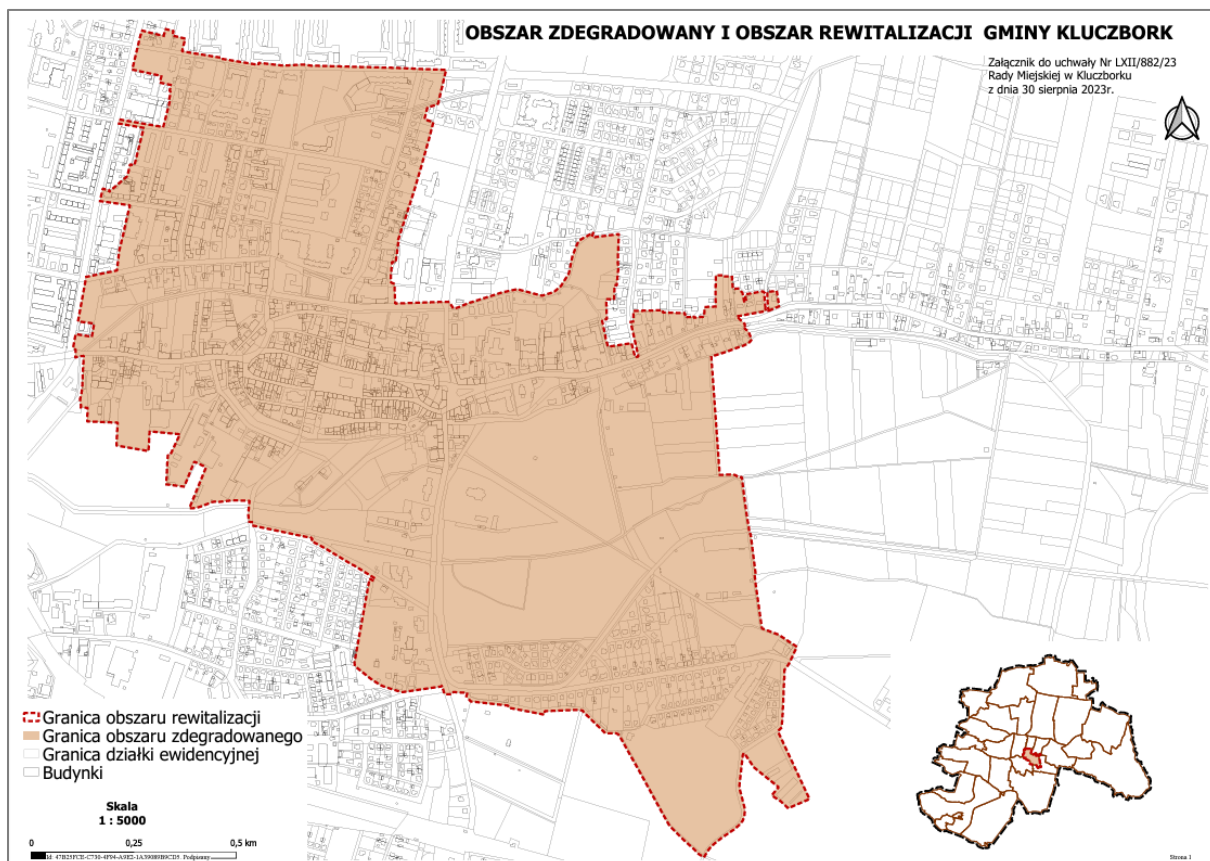 OBSZAR ZDEGRADOWANY I OBSZAR REWITALIZACJI GMINY KLUCZBORK
Załącznik do uchwały Nr LXII/882/23
Rady Miejskiej w Kluczborku
z dnia 30 sierpnia 2023r.
Granica obszaru rewitalizacji
Granica obszaru zdegradowanego
Granica działki ewidencyjnej
Budynki
Skala
1 : 5000
0 0,25 0,5 km
Podpisany
Strona 1